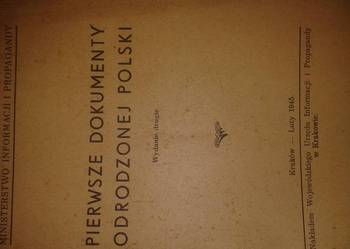 MINISTERSTWO INFORMACJI I PROPAGANDY
PIERWSZE DOKUMENTY
ODRODZONEJ POLSKI
Wydanie drugie.
Kraków — Luty 1945.
Nakładem Wojewódzkiego Urzędu Informacji i Propagandy
w Krakowie.